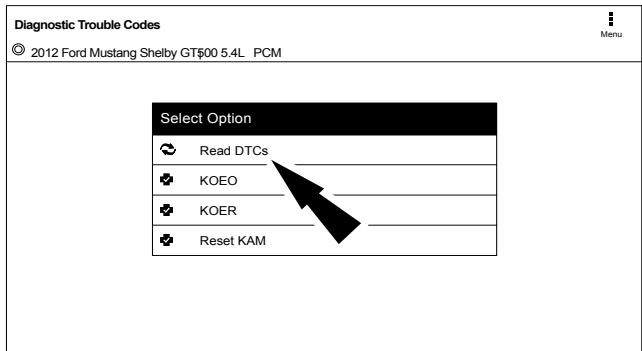 Diagnostic Trouble Codes
Menu
2012 Ford Mustang Shelby GT500 5.4L PCM
Select Option
Read DTCs
KOEO
KOER
Reset KAM